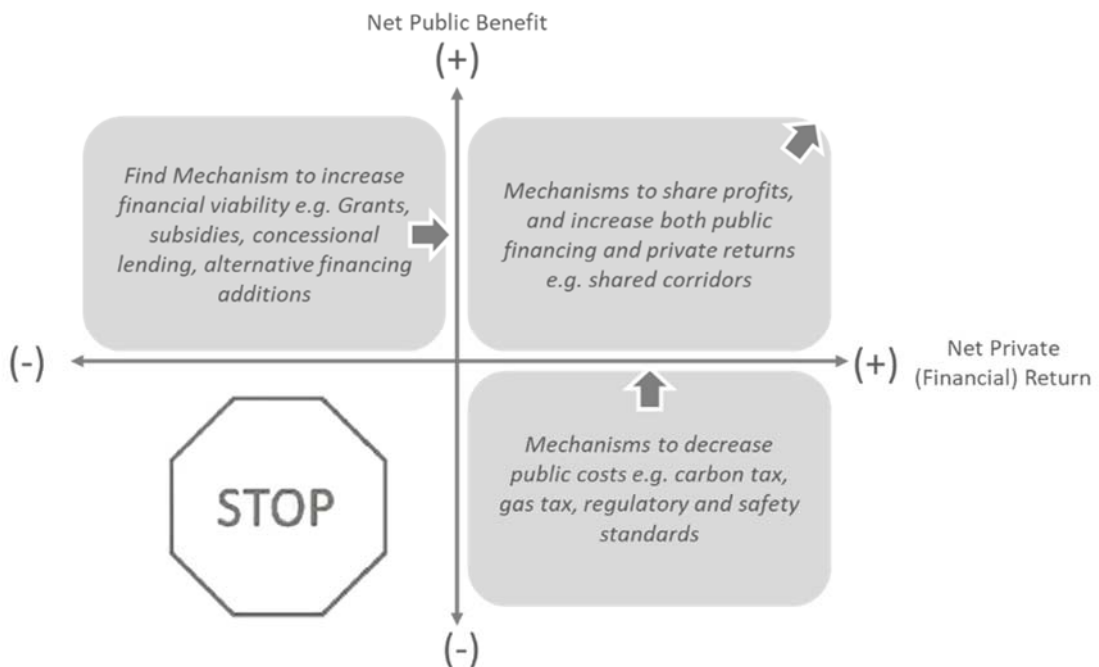 Net Public Benefit
(+)
Find Mechanism to increase
financial viability e.g. Grants,
subsidies, concessional
lending, alternative financing
additions
Mechanisms to share profits,
and increase both public
financing and private returns
e.g. shared corridors
(-)
(+)
Net Private
(Financial) Return
STOP
Mechanisms to decrease
public costs e.g. carbon tax,
gas tax, regulatory and safety
standards
(-)